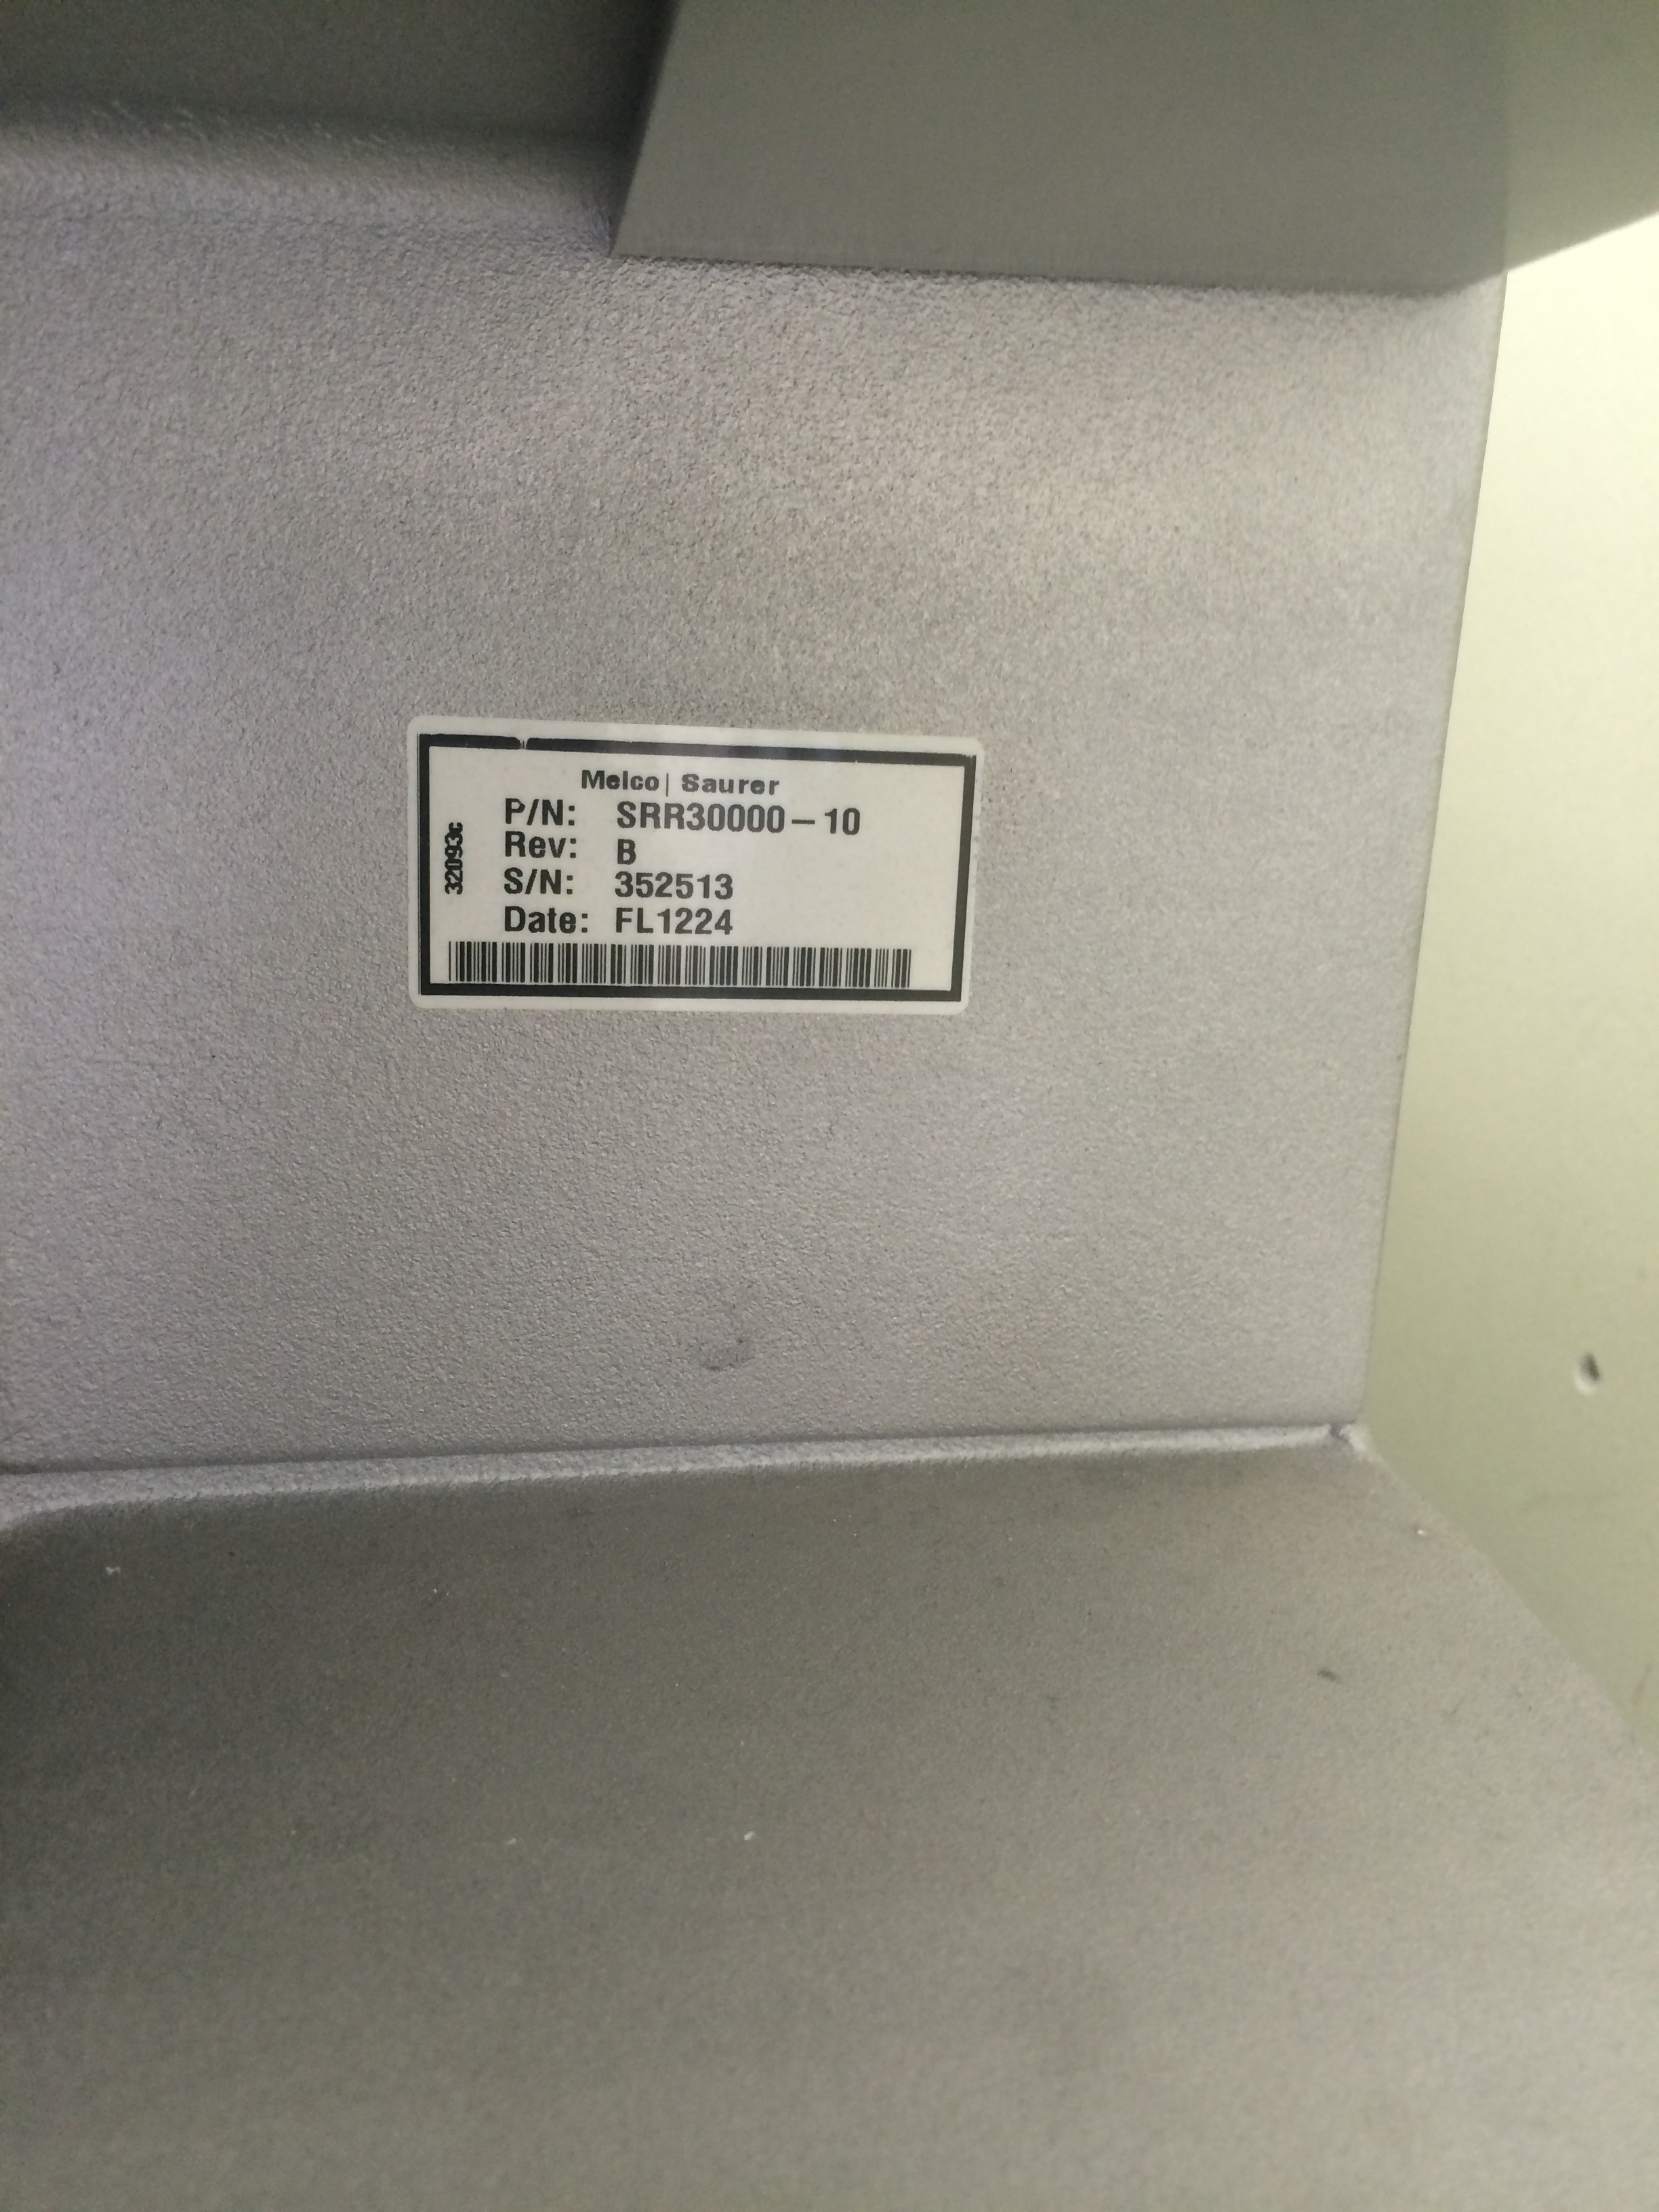 Melco | Saurer
P/N: SRR30000-10
Rev: B
S/N: 352513
Date: FL1224
32093c